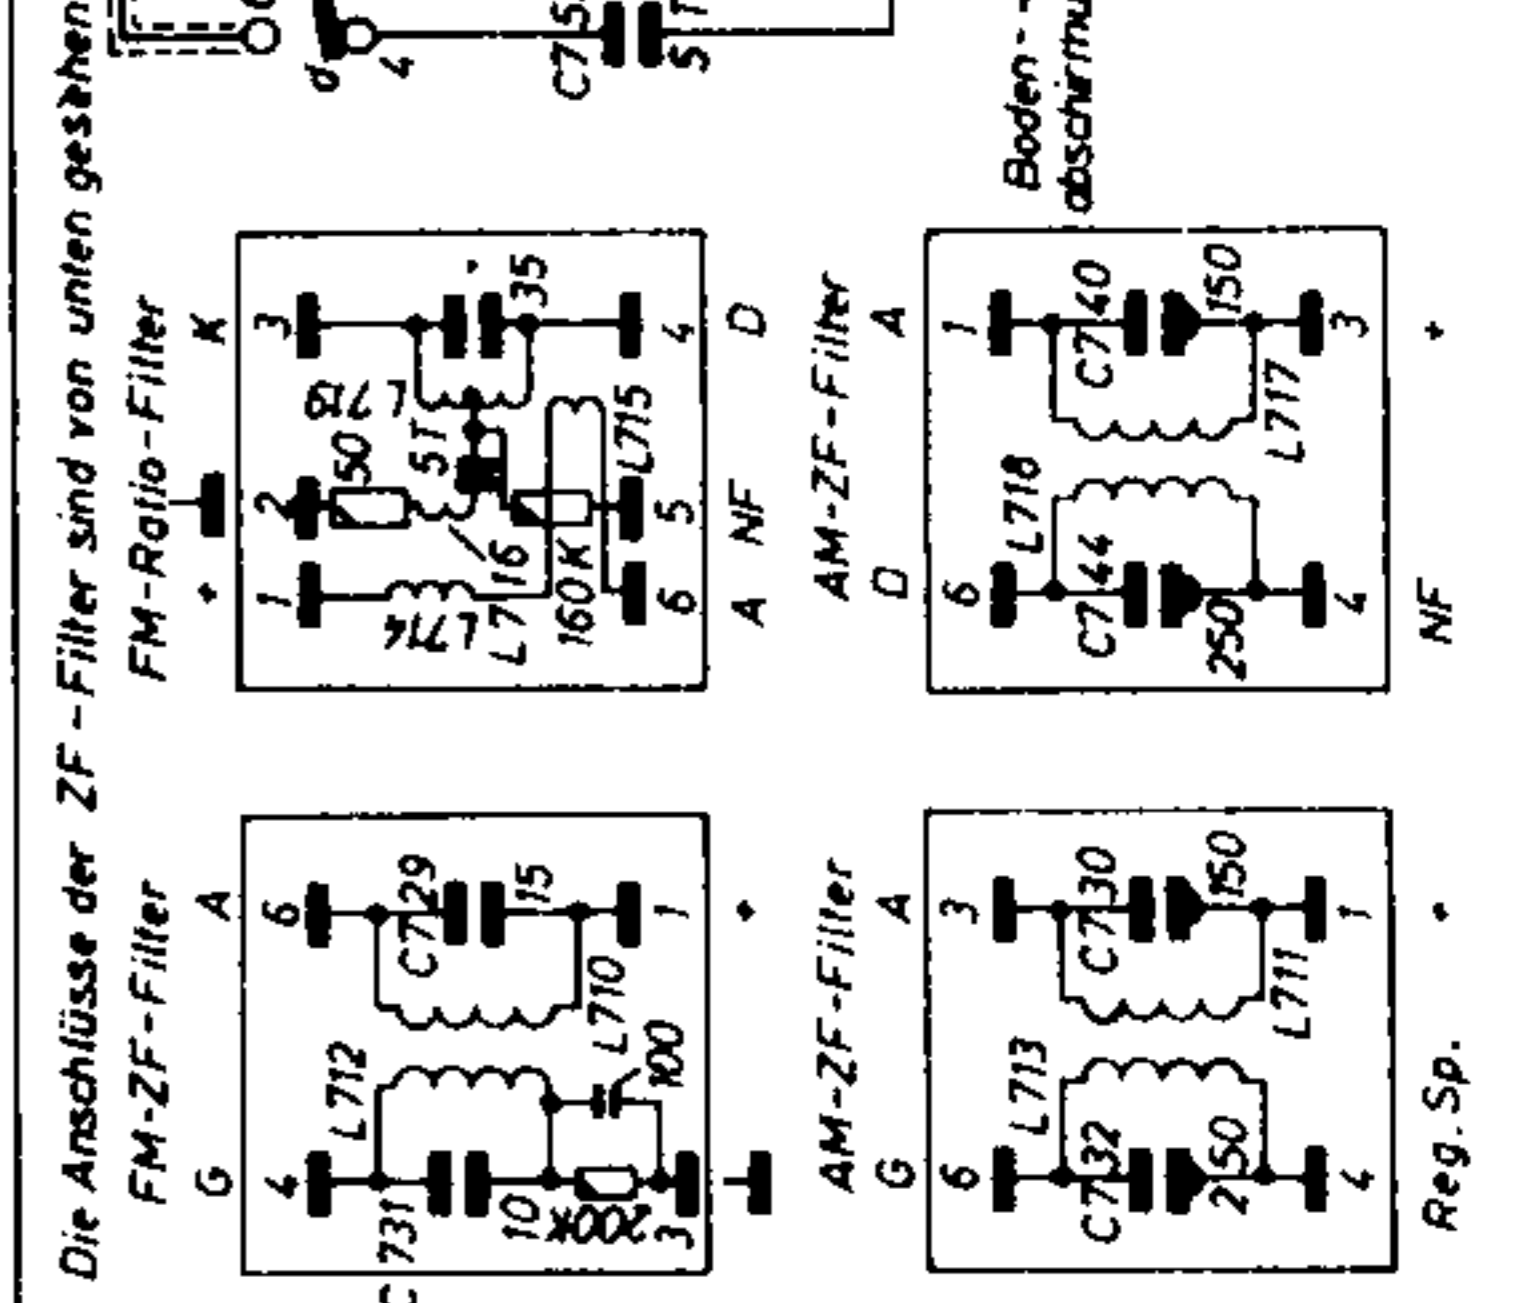 Die Anschlüsse der ZF-Filter sind von unten gesehen
FM-ZF-Filter
G
A
4
6
L712
C729
C
731
10
15
L710
100
200K
3
1
+
FM-Ratio-Filter
+
K
1
2
3
50
L719
5T
35
L714
L716
160K
L715
6
5
4
A
NF
D
AM-ZF-Filter
G
A
6
3
L713
C730
C732
250
150
L711
4
1
Reg. Sp.
+
AM-ZF-Filter
D
A
6
1
L718
C740
C744
250
150
L717
4
3
NF
+
d
4
C75
5T
Boden-